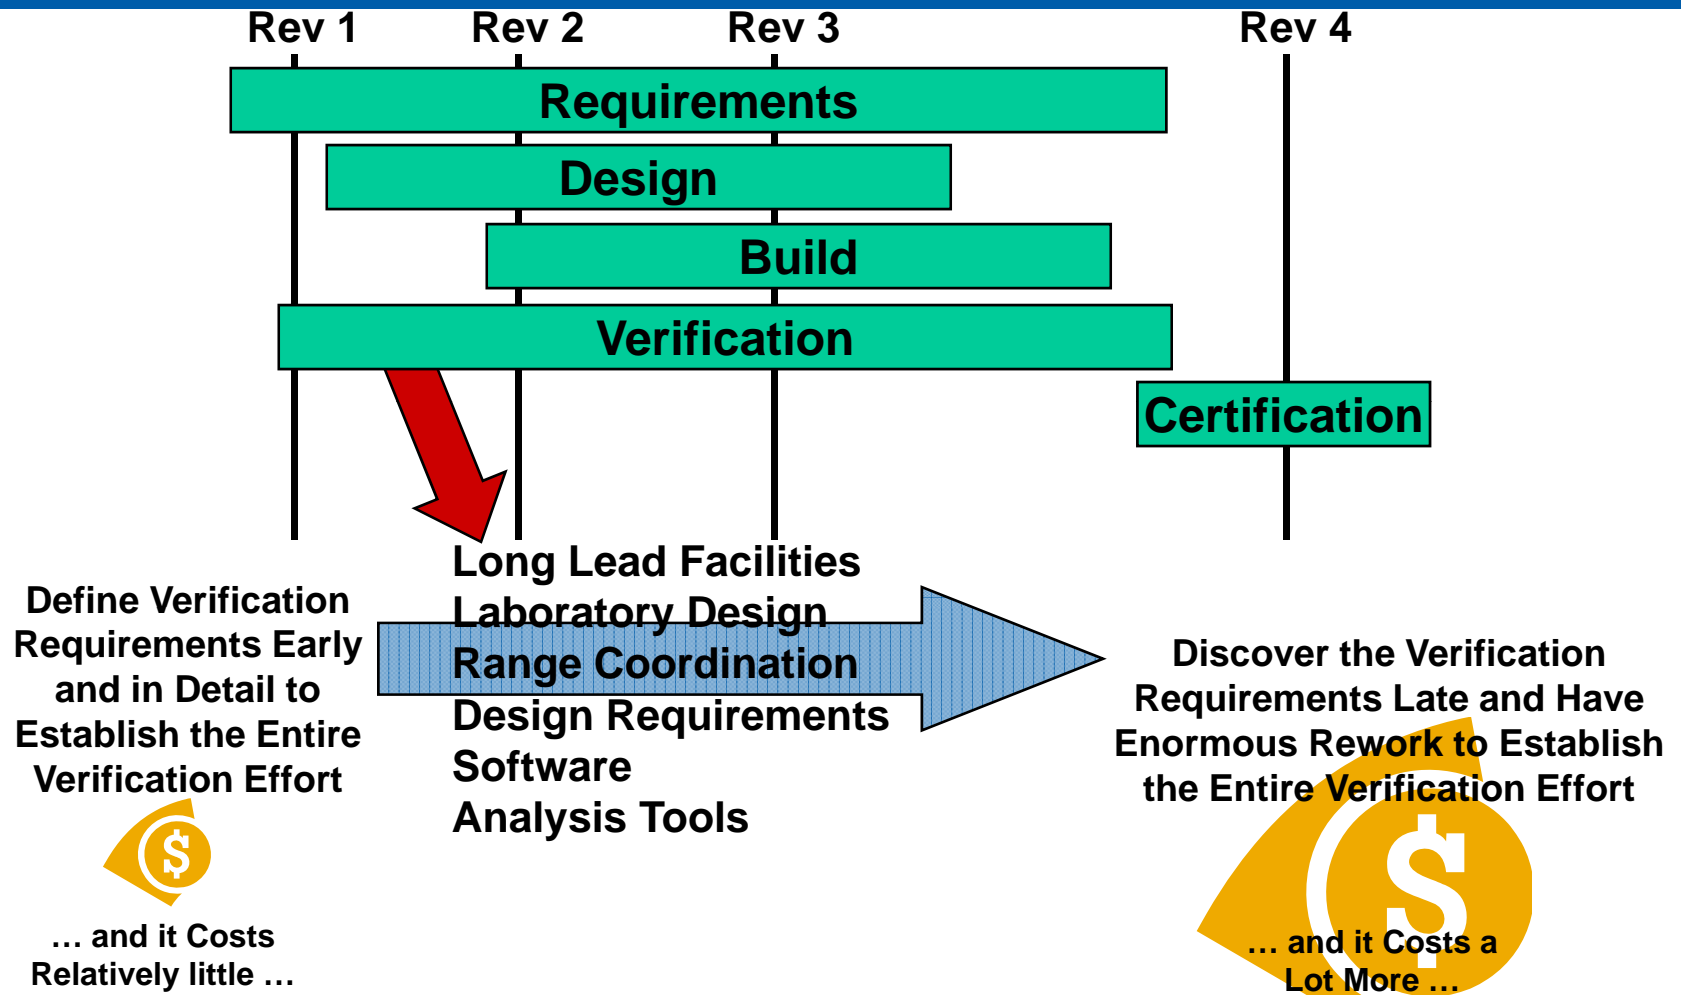 Rev 1
Rev 2
Rev 3
Rev 4
Requirements
Design
Build
Verification
Certification
Define Verification
Requirements Early
and in Detail to
Establish the Entire
Verification Effort
$
… and it Costs
Relatively little …
Long Lead Facilities
Laboratory Design
Range Coordination
Design Requirements
Software
Analysis Tools
Discover the Verification
Requirements Late and Have
Enormous Rework to Establish
the Entire Verification Effort
$
… and it Costs a
Lot More …